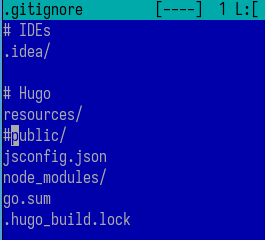 .gitignore [----] 1 L:[
# IDEs
.idea/

# Hugo
resources/
#public/
jsconfig.json
node_modules/
go.sum
.hugo_build.lock